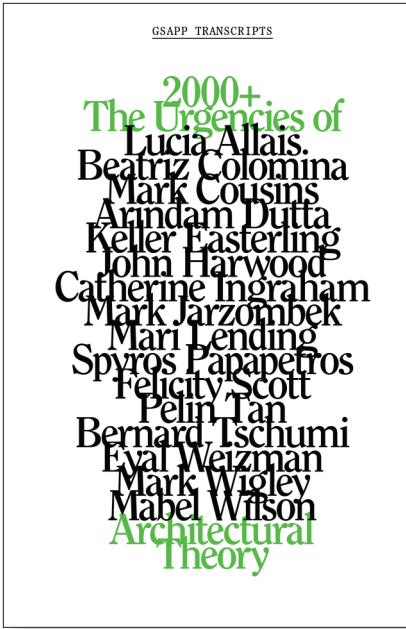 GSAPP TRANSCRIPTS
2000+
The Urgencies of
Lucia Allais.
Beatriz Colomina
Mark Cousins
Arindam Dutta
Keller Easterling
John Harwood
Catherine Ingraham
Mark Jarzombek
Mari Lending
Spyros Papapetros
Felicity Scott
Pelin Tan
Bernard Tschumi
Eyal Weizman
Mark Wigley
Mabel Wilson
Architectural
Theory